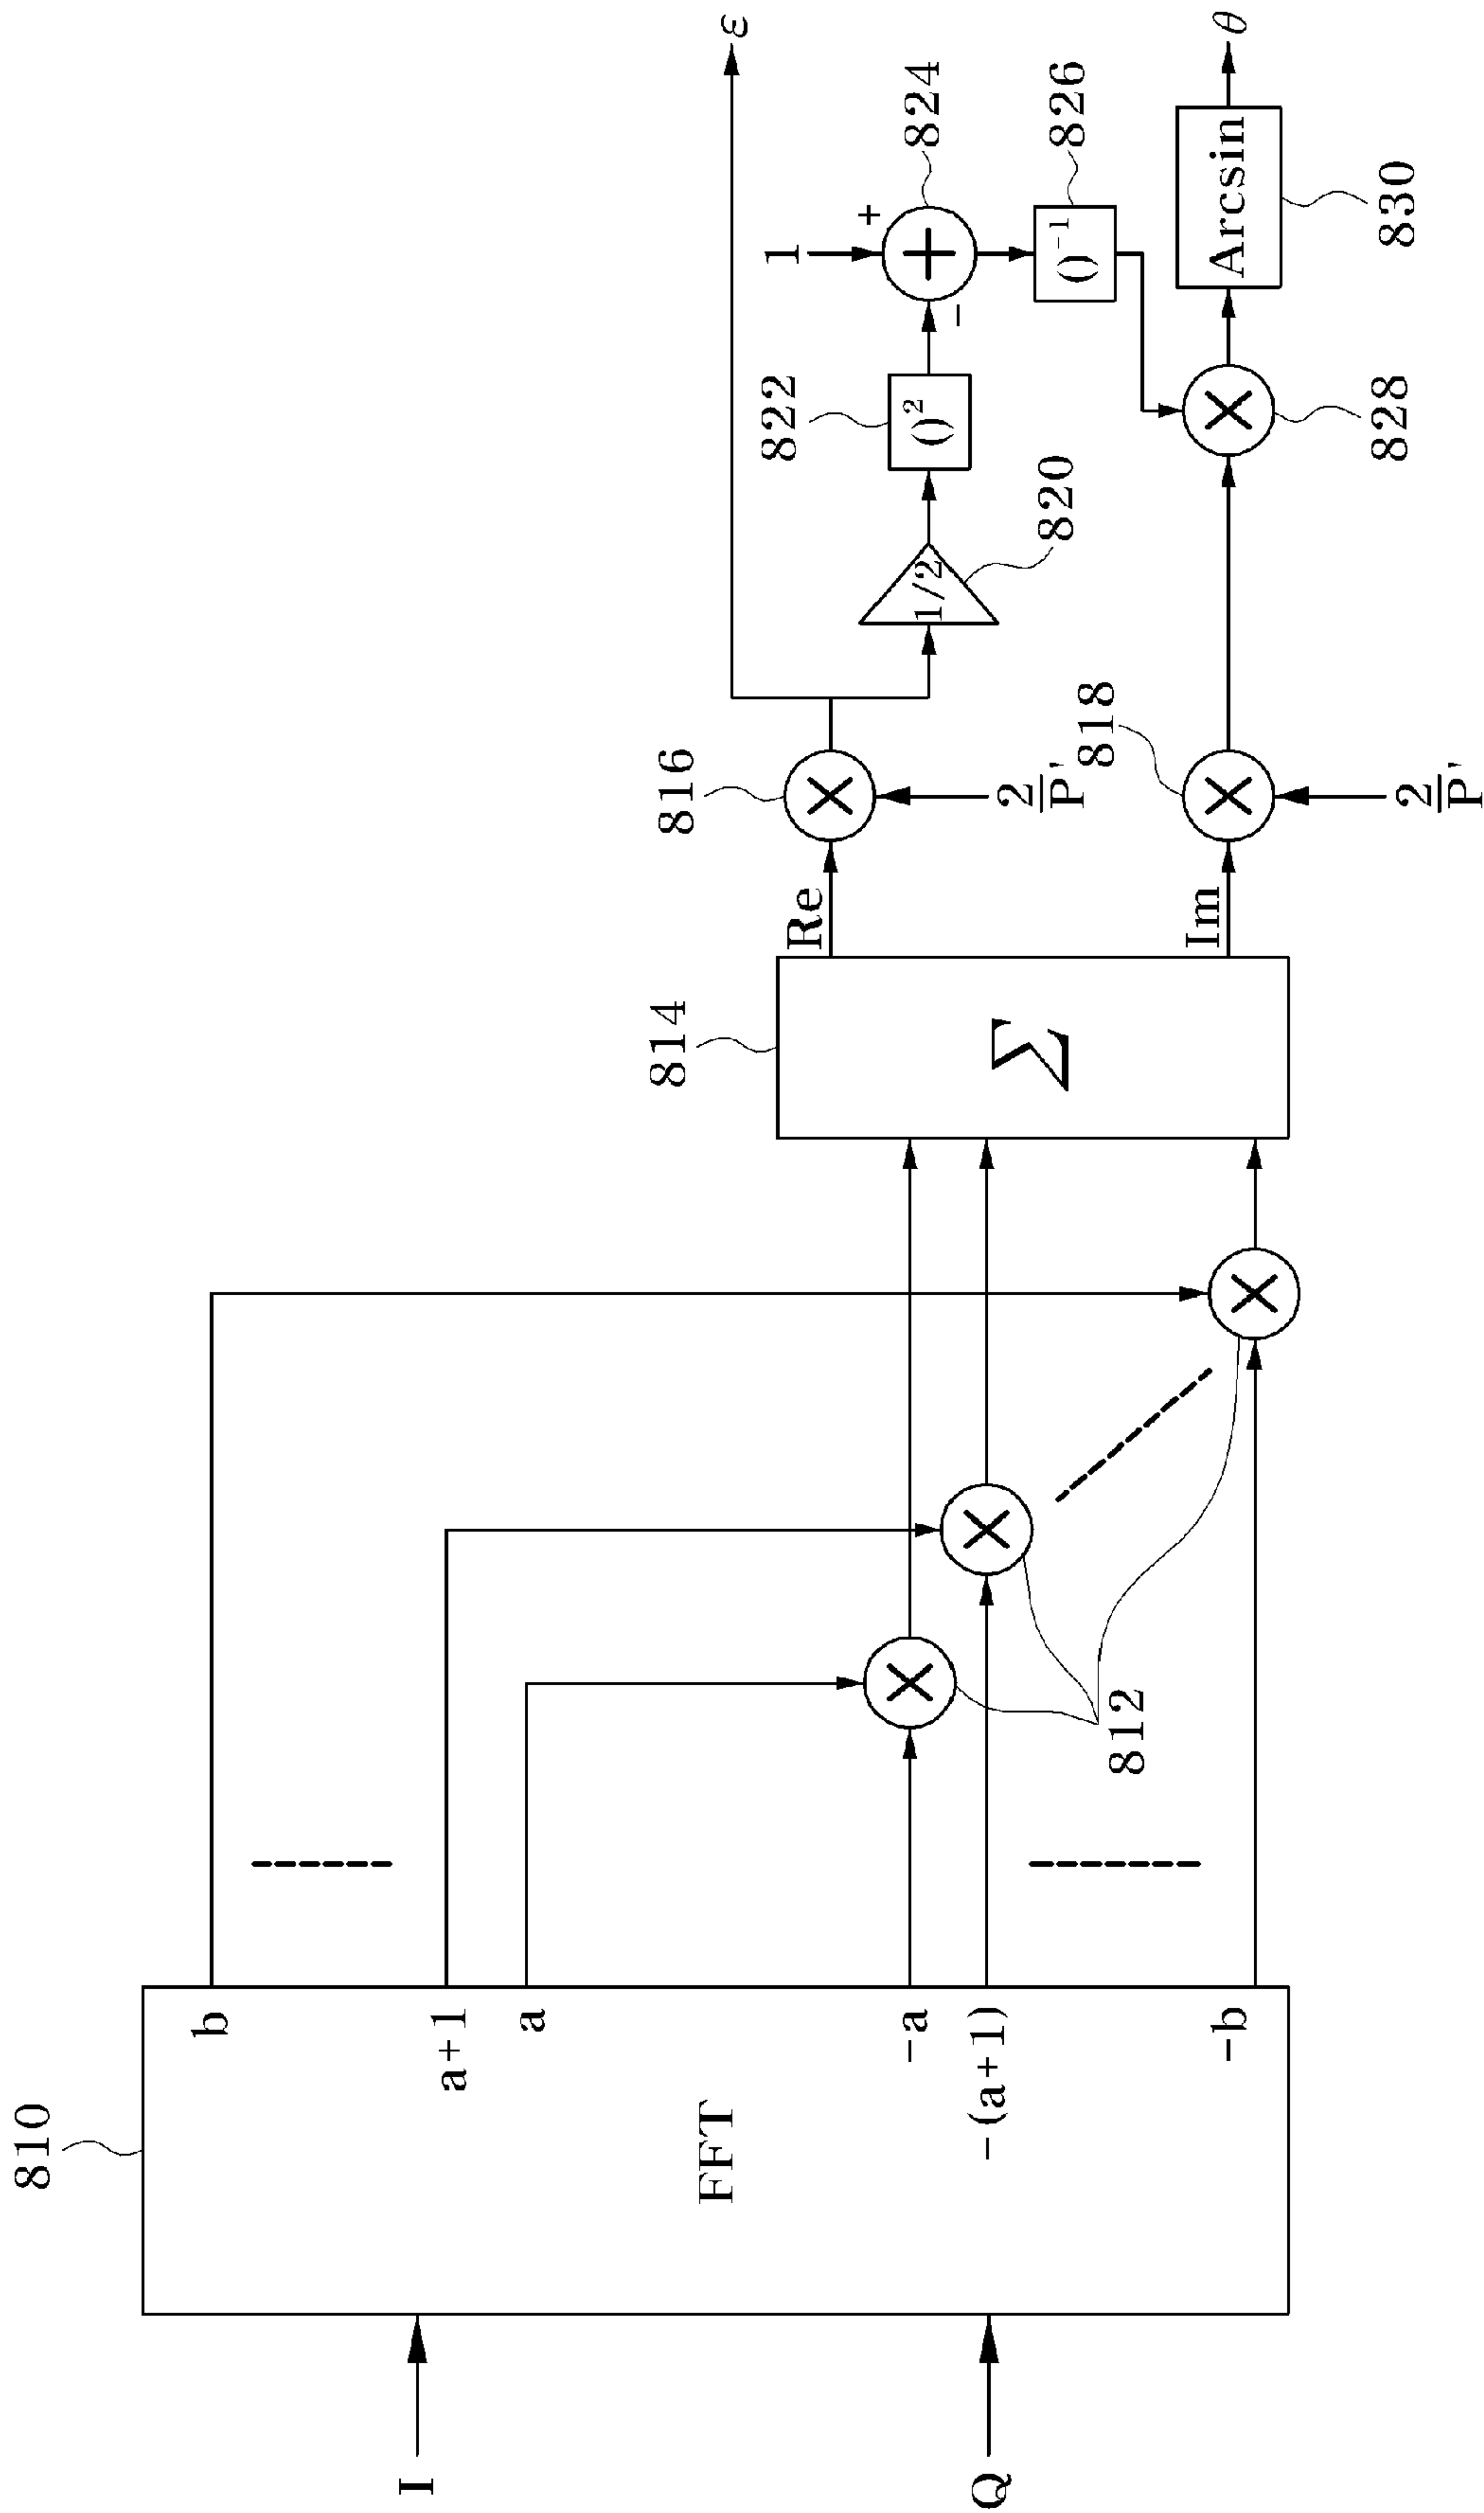 810
I
Q
FFT
b
a+1
a
-a
-(a+1)
-b
812
814
Σ
Re
Im
816
2
P'
818
2
P'
ε
1/2
820
822
()²
1
+
−
824
()⁻¹
826
828
Arcsin
830
θ